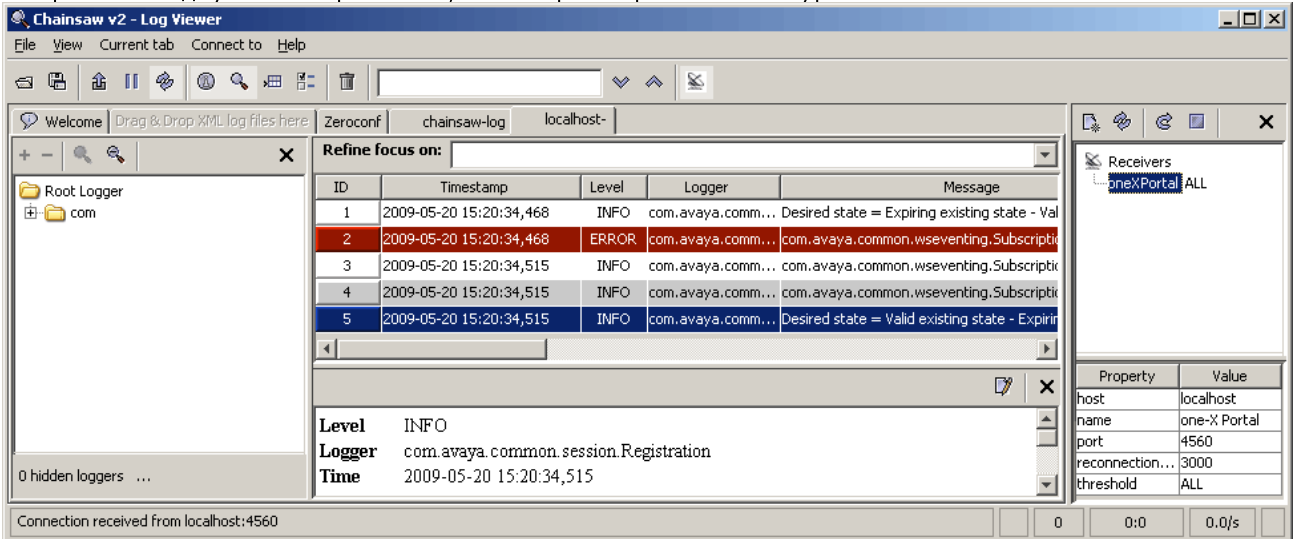 Chainsaw v2 - Log Viewer
File View Current tab Connect to Help
Welcome Drag & Drop XML log files here Zeroconf chainsaw-log localhost-
Refine focus on:
Root Logger
com
ID Timestamp Level Logger Message
1 2009-05-20 15:20:34,468 INFO com.avaya.comm... Desired state = Expiring existing state - Val
2 2009-05-20 15:20:34,468 ERROR com.avaya.comm... com.avaya.common.wseventing.Subscriptio
3 2009-05-20 15:20:34,515 INFO com.avaya.comm... com.avaya.common.wseventing.Subscriptio
4 2009-05-20 15:20:34,515 INFO com.avaya.comm... com.avaya.common.wseventing.Subscriptio
5 2009-05-20 15:20:34,515 INFO com.avaya.comm... Desired state = Valid existing state - Expirin
Level INFO
Logger com.avaya.common.session.Registration
Time 2009-05-20 15:20:34,515
0 hidden loggers ...
Receivers
oneXPortal ALL
Property Value
host localhost
name one-X Portal
port 4560
reconnection... 3000
threshold ALL
Connection received from localhost:4560 0 0:0 0.0/s